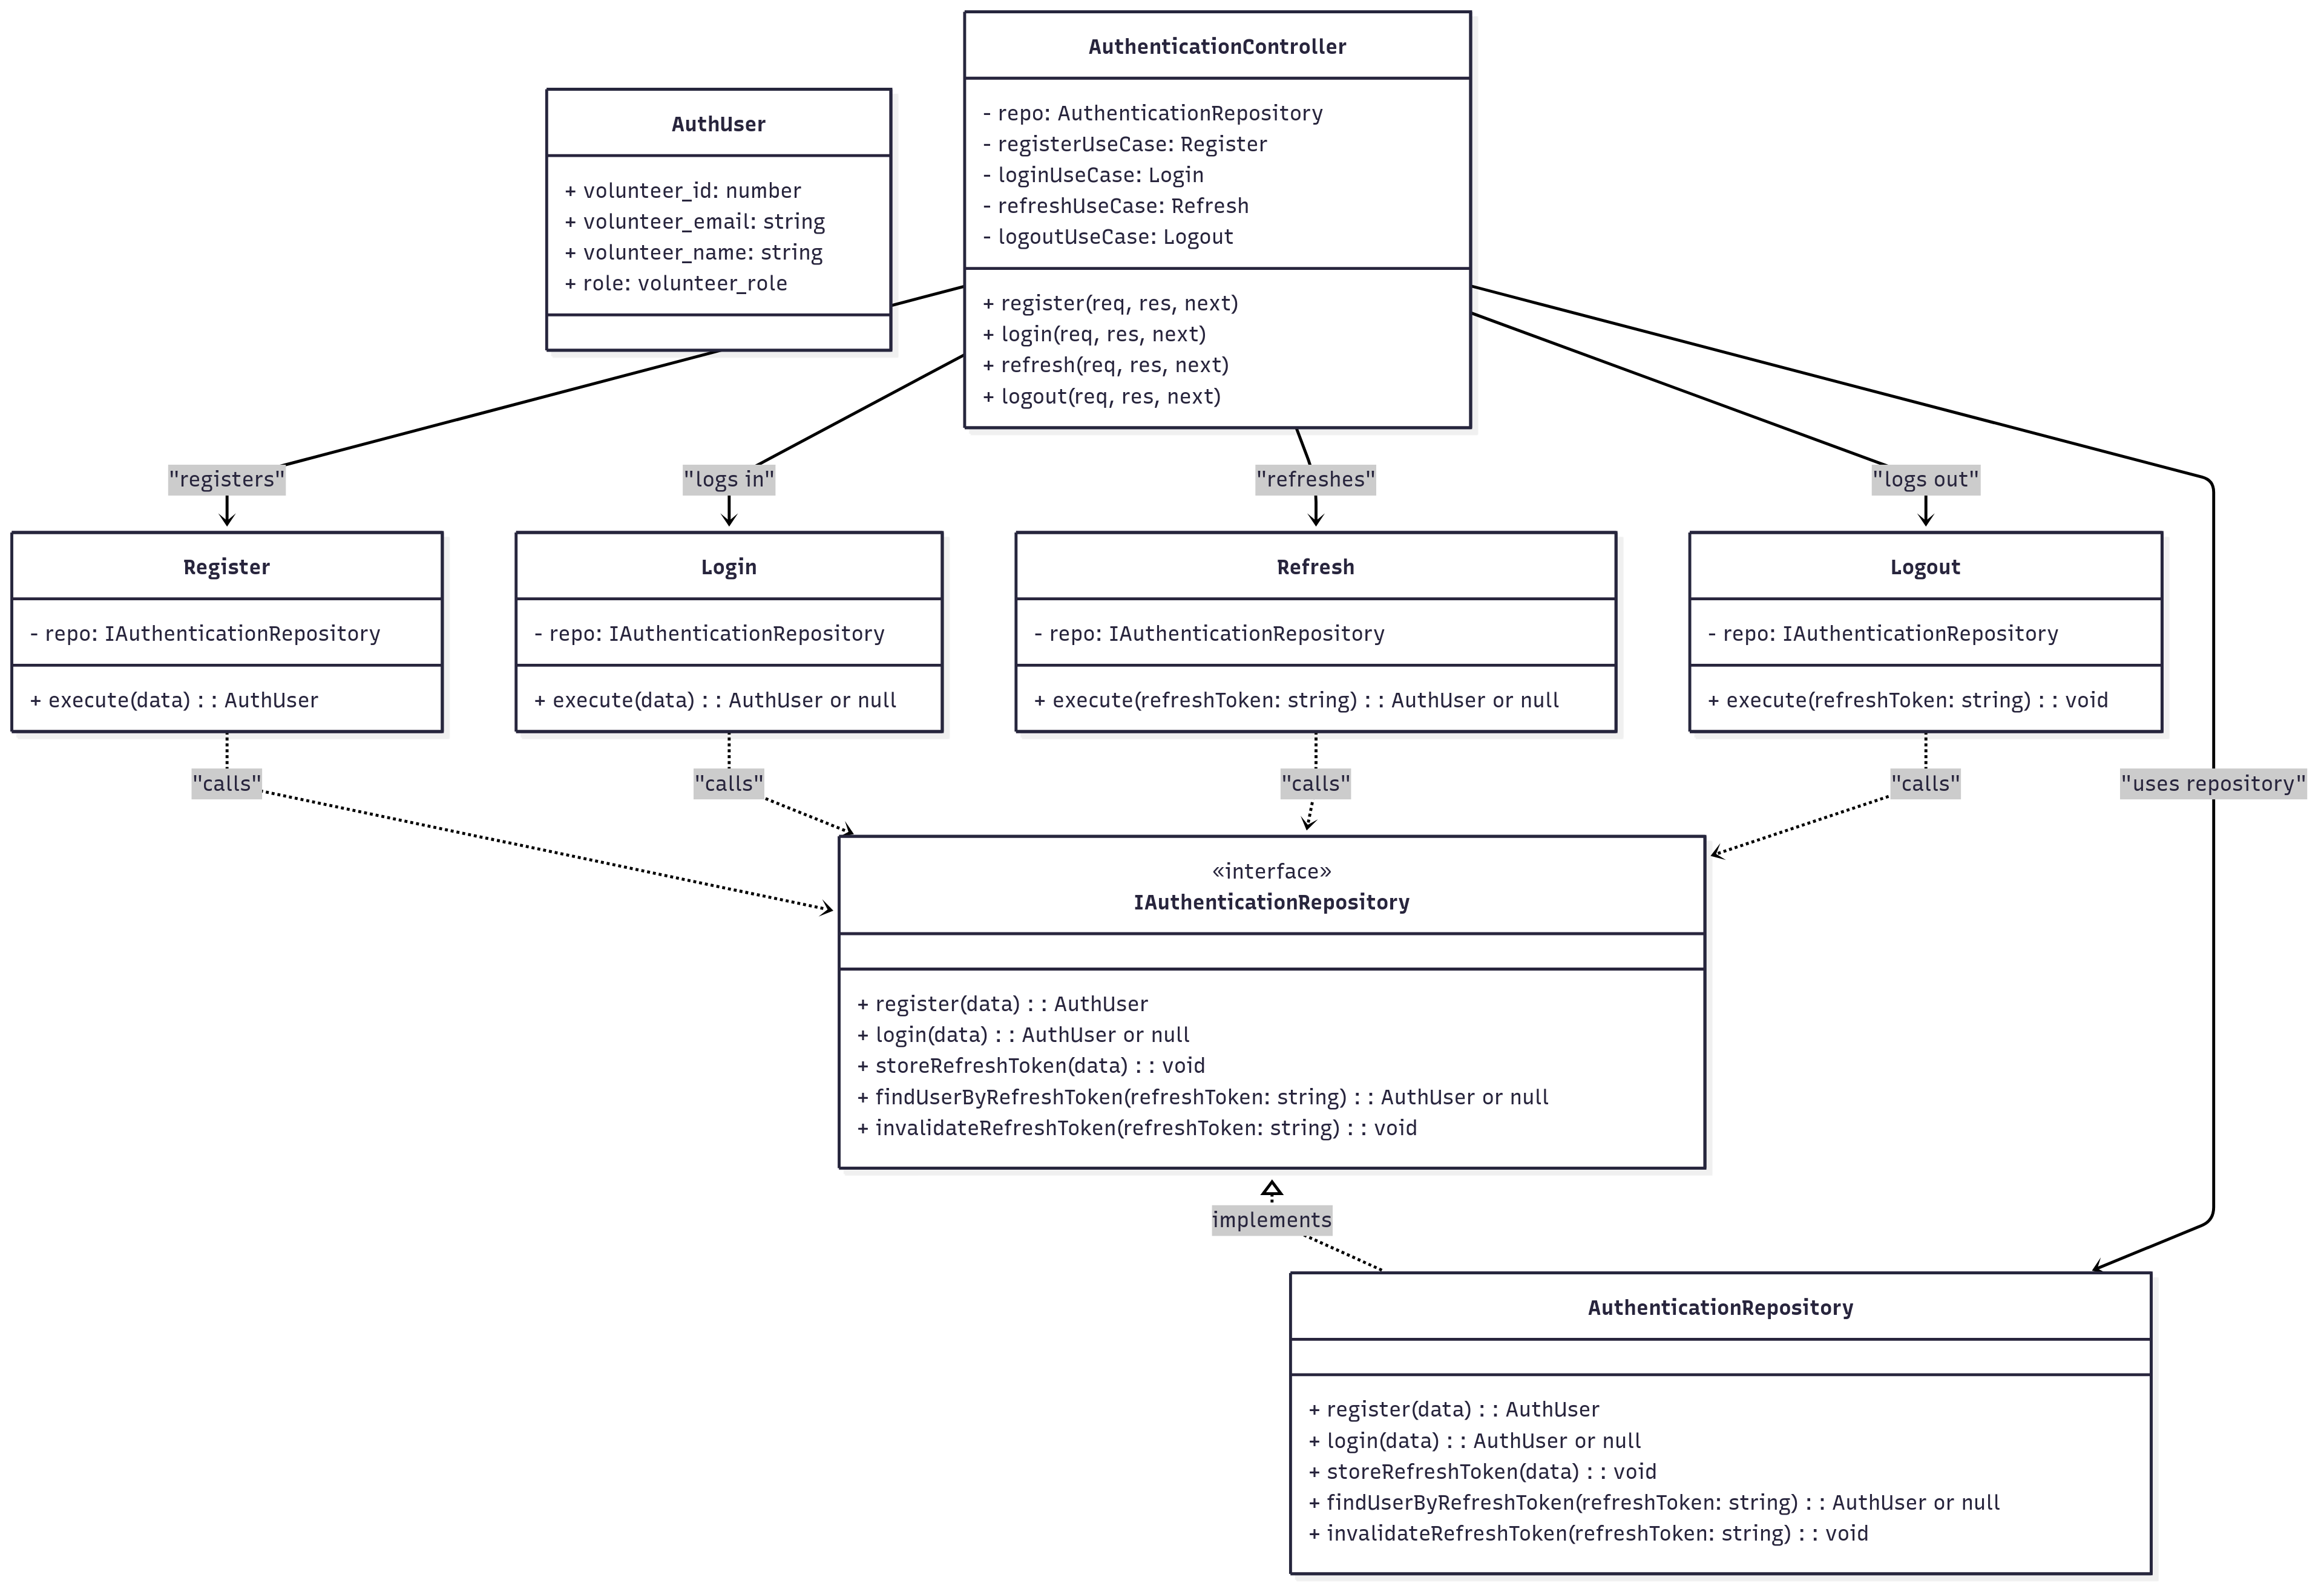 AuthenticationController
- repo: AuthenticationRepository
- registerUseCase: Register
- loginUseCase: Login
- refreshUseCase: Refresh
- logoutUseCase: Logout
+ register(req, res, next)
+ login(req, res, next)
+ refresh(req, res, next)
+ logout(req, res, next)
AuthUser
+ volunteer_id: number
+ volunteer_email: string
+ volunteer_name: string
+ role: volunteer_role
"registers"
"logs in"
"refreshes"
"logs out"
Register
- repo: IAuthenticationRepository
+ execute(data) : : AuthUser
Login
- repo: IAuthenticationRepository
+ execute(data) : : AuthUser or null
Refresh
- repo: IAuthenticationRepository
+ execute(refreshToken: string) : : AuthUser or null
Logout
- repo: IAuthenticationRepository
+ execute(refreshToken: string) : : void
"calls"
"calls"
"calls"
"calls"
"uses repository"
«interface»
IAuthenticationRepository
+ register(data) : : AuthUser
+ login(data) : : AuthUser or null
+ storeRefreshToken(data) : : void
+ findUserByRefreshToken(refreshToken: string) : : AuthUser or null
+ invalidateRefreshToken(refreshToken: string) : : void
implements
AuthenticationRepository
+ register(data) : : AuthUser
+ login(data) : : AuthUser or null
+ storeRefreshToken(data) : : void
+ findUserByRefreshToken(refreshToken: string) : : AuthUser or null
+ invalidateRefreshToken(refreshToken: string) : : void